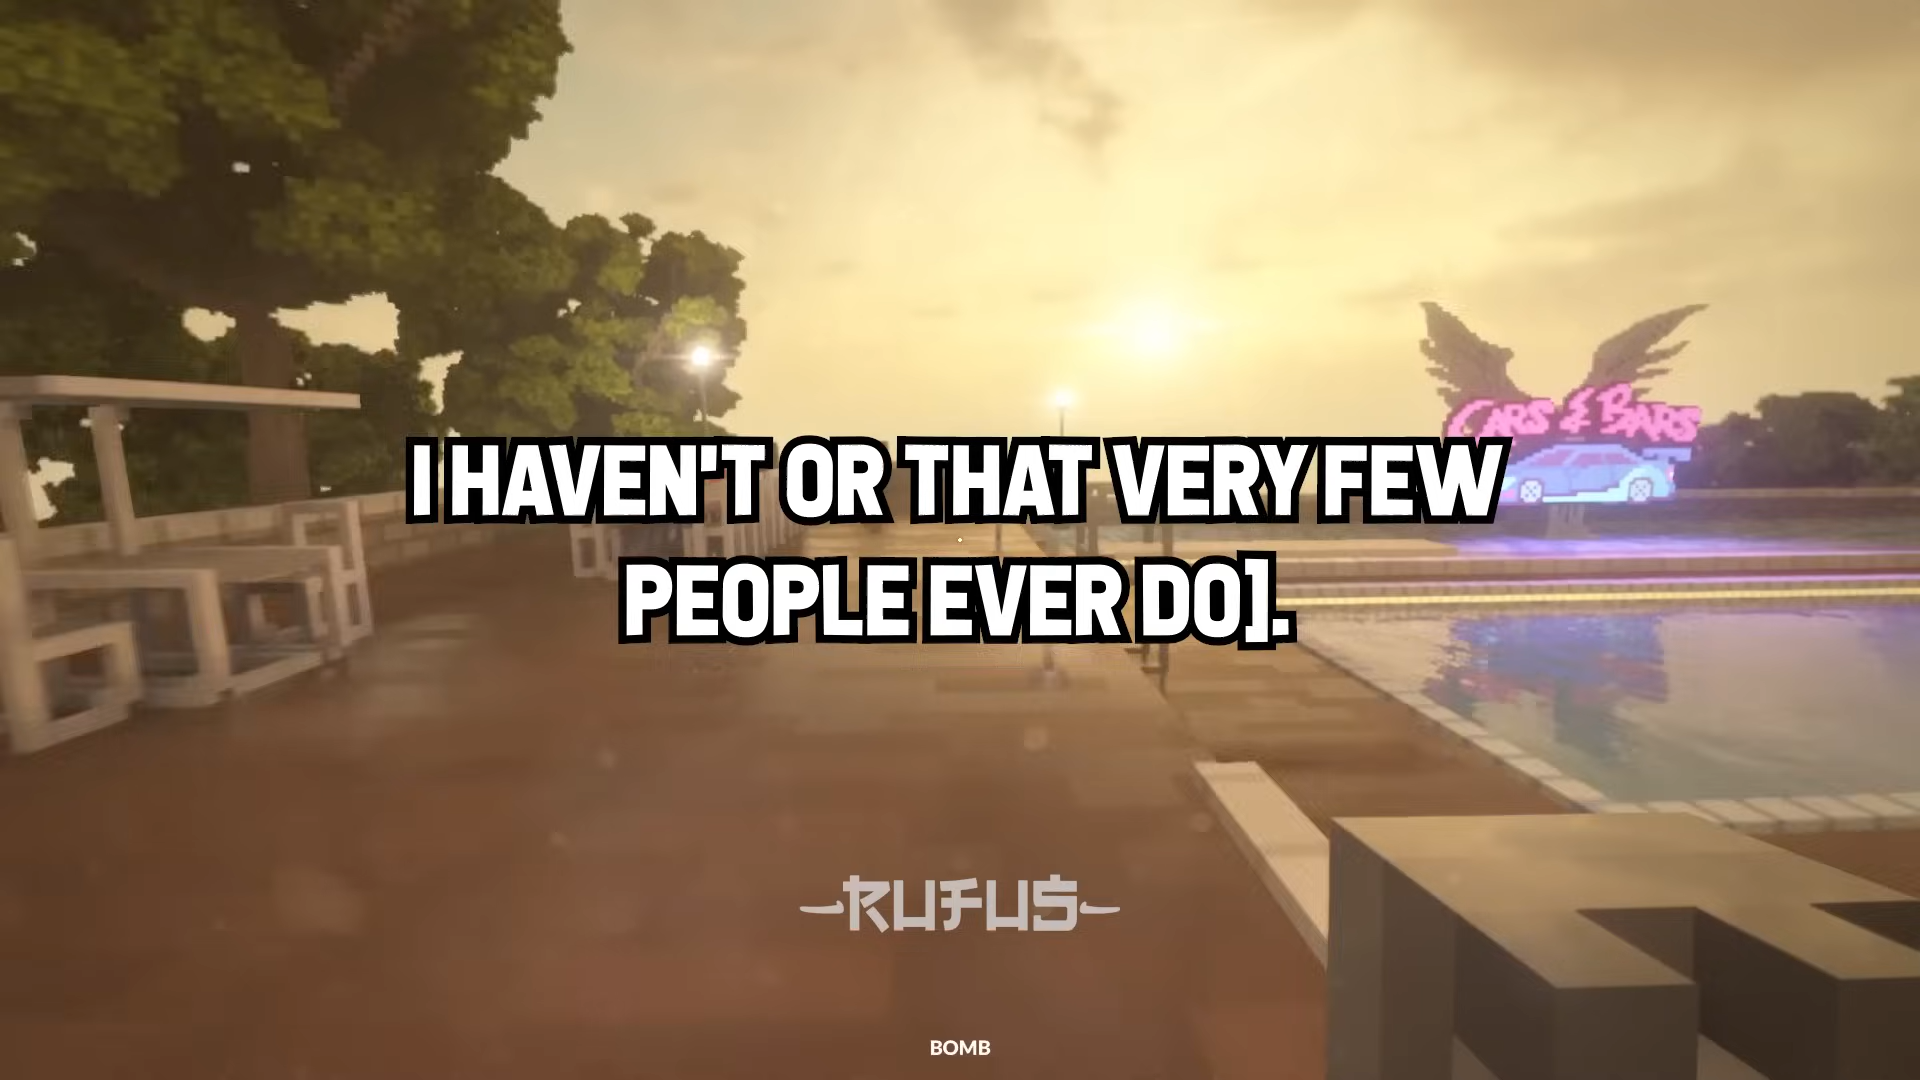 CARS & BARS
I HAVEN'T OR THAT VERY FEW
PEOPLE EVER DO].
RUFUS
BOMB